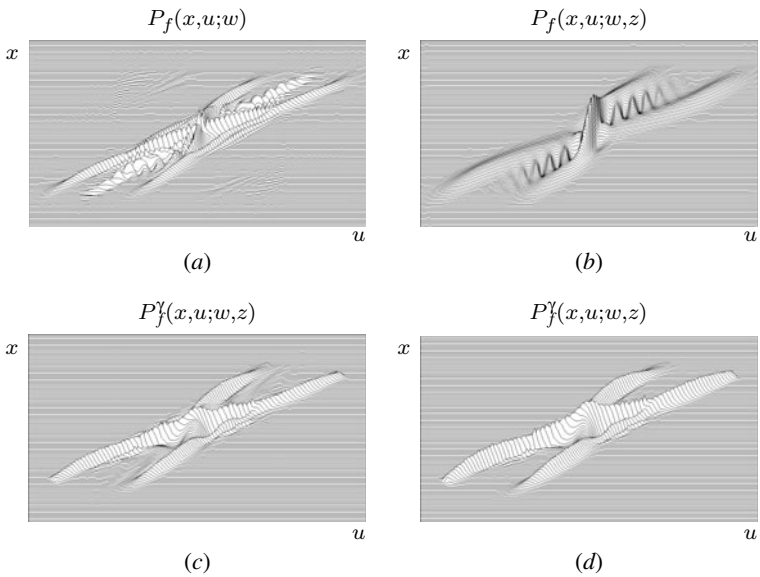 P_f(x,u;w)
P_f(x,u;w,z)
x
x
u
u
(a)
(b)
P_f^γ(x,u;w,z)
P_f^γ(x,u;w,z)
x
x
u
u
(c)
(d)